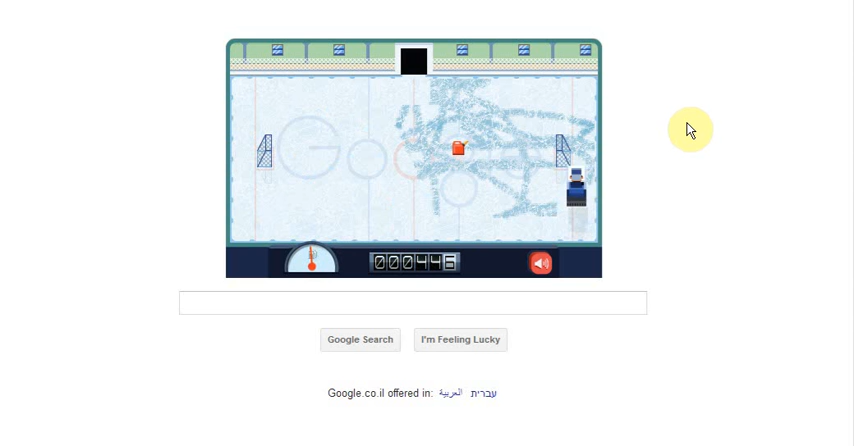 Google
000446
Google Search
I'm Feeling Lucky
Google.co.il offered in: العربية עברית